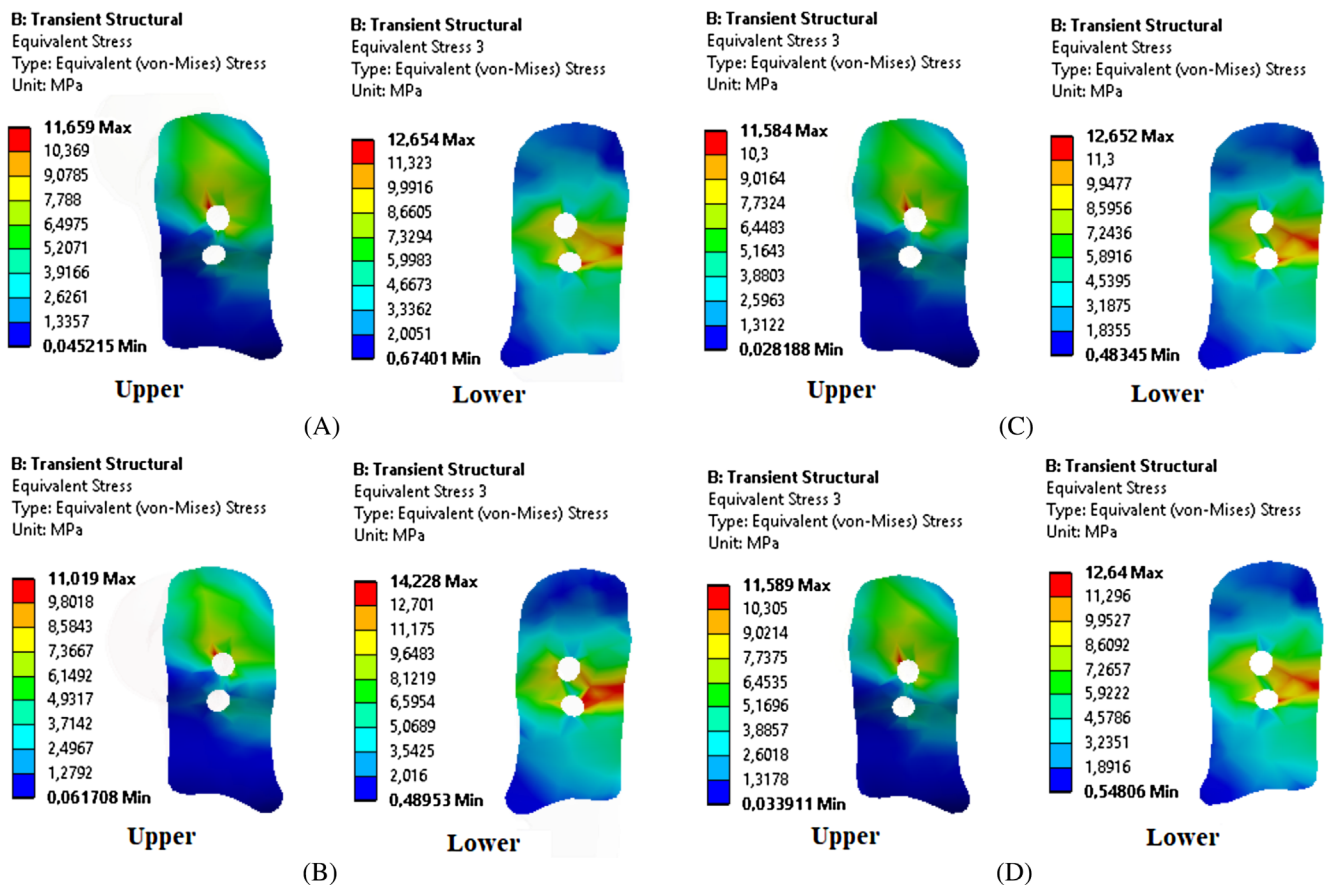 B: Transient Structural
Equivalent Stress
Type: Equivalent (von-Mises) Stress
Unit: MPa
11,659 Max
10,369
9,0785
7,788
6,4975
5,2071
3,9166
2,6261
1,3357
0,045215 Min
Upper
B: Transient Structural
Equivalent Stress 3
Type: Equivalent (von-Mises) Stress
Unit: MPa
12,654 Max
11,323
9,9916
8,6605
7,3294
5,9983
4,6673
3,3362
2,0051
0,67401 Min
Lower
(A)
B: Transient Structural
Equivalent Stress 3
Type: Equivalent (von-Mises) Stress
Unit: MPa
11,584 Max
10,3
9,0164
7,7324
6,4483
5,1643
3,8803
2,5963
1,3122
0,028188 Min
Upper
B: Transient Structural
Equivalent Stress
Type: Equivalent (von-Mises) Stress
Unit: MPa
12,652 Max
11,3
9,9477
8,5956
7,2436
5,8916
4,5395
3,1875
1,8355
0,48345 Min
Lower
(C)
B: Transient Structural
Equivalent Stress
Type: Equivalent (von-Mises) Stress
Unit: MPa
11,019 Max
9,8018
8,5843
7,3667
6,1492
4,9317
3,7142
2,4967
1,2792
0,061708 Min
Upper
B: Transient Structural
Equivalent Stress 3
Type: Equivalent (von-Mises) Stress
Unit: MPa
14,228 Max
12,701
11,175
9,6483
8,1219
6,5954
5,0689
3,5425
2,016
0,48953 Min
Lower
(B)
B: Transient Structural
Equivalent Stress 3
Type: Equivalent (von-Mises) Stress
Unit: MPa
11,589 Max
10,305
9,0214
7,7375
6,4535
5,1696
3,8857
2,6018
1,3178
0,033911 Min
Upper
B: Transient Structural
Equivalent Stress
Type: Equivalent (von-Mises) Stress
Unit: MPa
12,64 Max
11,296
9,9527
8,6092
7,2657
5,9222
4,5786
3,2351
1,8916
0,54806 Min
Lower
(D)